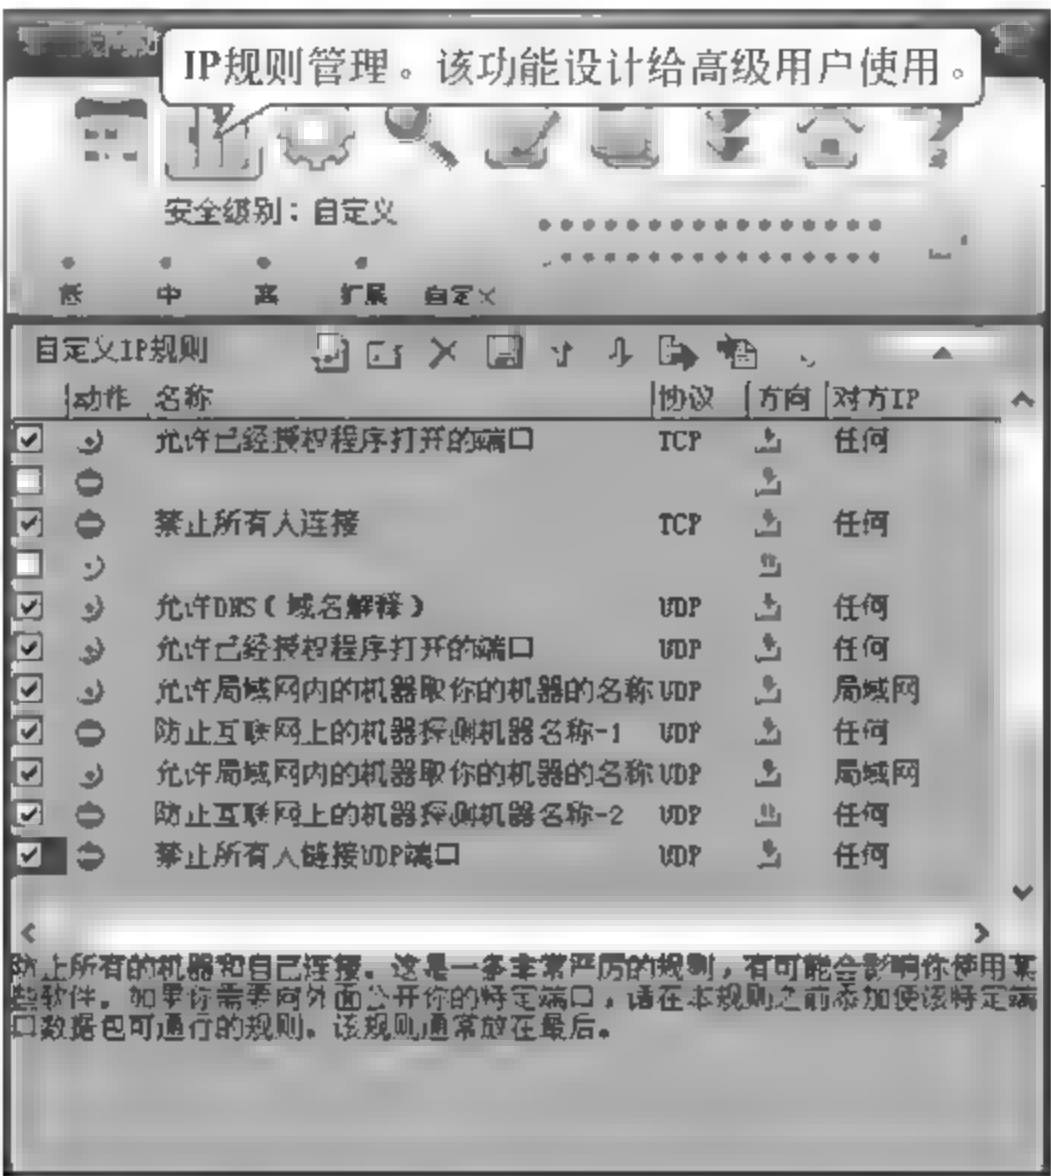 IP规则管理。该功能设计给高级用户使用。
安全级别：自定义
低 中 高 扩展 自定义
自定义IP规则
动作 名称 协议 方向 对方IP
允许已经授权程序打开的端口 TCP 任何
禁止所有人连接 TCP 任何
允许DNS（域名解释） UDP 任何
允许已经授权程序打开的端口 UDP 任何
允许局域网内的机器取你的机器的名称 UDP 局域网
防止互联网上的机器探测机器名称-1 UDP 任何
允许局域网内的机器取你的机器的名称 UDP 局域网
防止互联网上的机器探测机器名称-2 UDP 任何
禁止所有人链接UDP端口 UDP 任何
防止所有的机器和自己连接。这是一条非常严厉的规则，有可能会影响你使用某
些软件。如果你需要向外面公开你的特定端口，请在本规则之前添加使该特定端
口数据包可通行的规则。该规则通常放在最后。